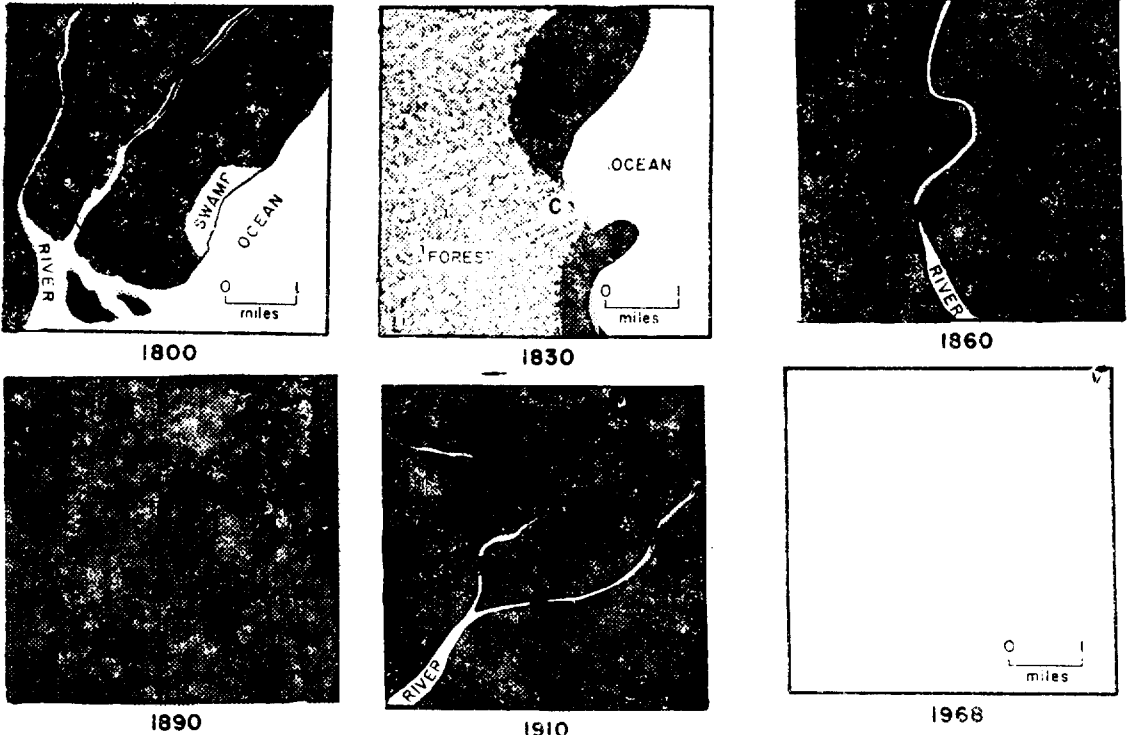 RIVER
SWAMP
OCEAN
0 1
miles
1800
OCEAN
C
FOREST
0 1
miles
1830
RIVER
1860
1890
RIVER
1910
0 1
miles
1968